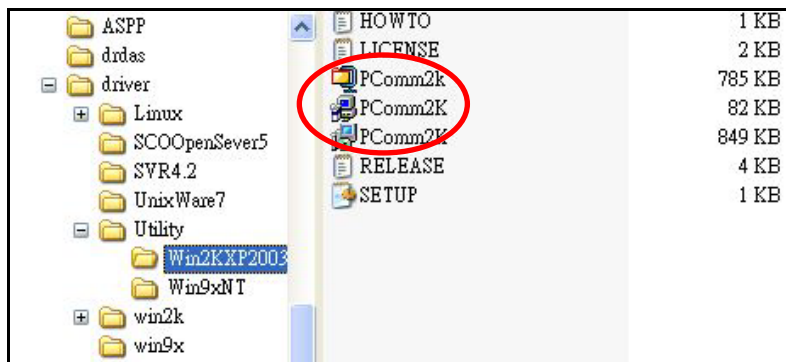 ASPP
drdas
driver
Linux
SCOOpenSever5
SVR4.2
UnixWare7
Utility
Win2KXP2003
Win9xNT
win2k
win9x
HOWTO 1 KB
LICENSE 2 KB
PComm2k 785 KB
PComm2K 82 KB
PComm2K 849 KB
RELEASE 4 KB
SETUP 1 KB